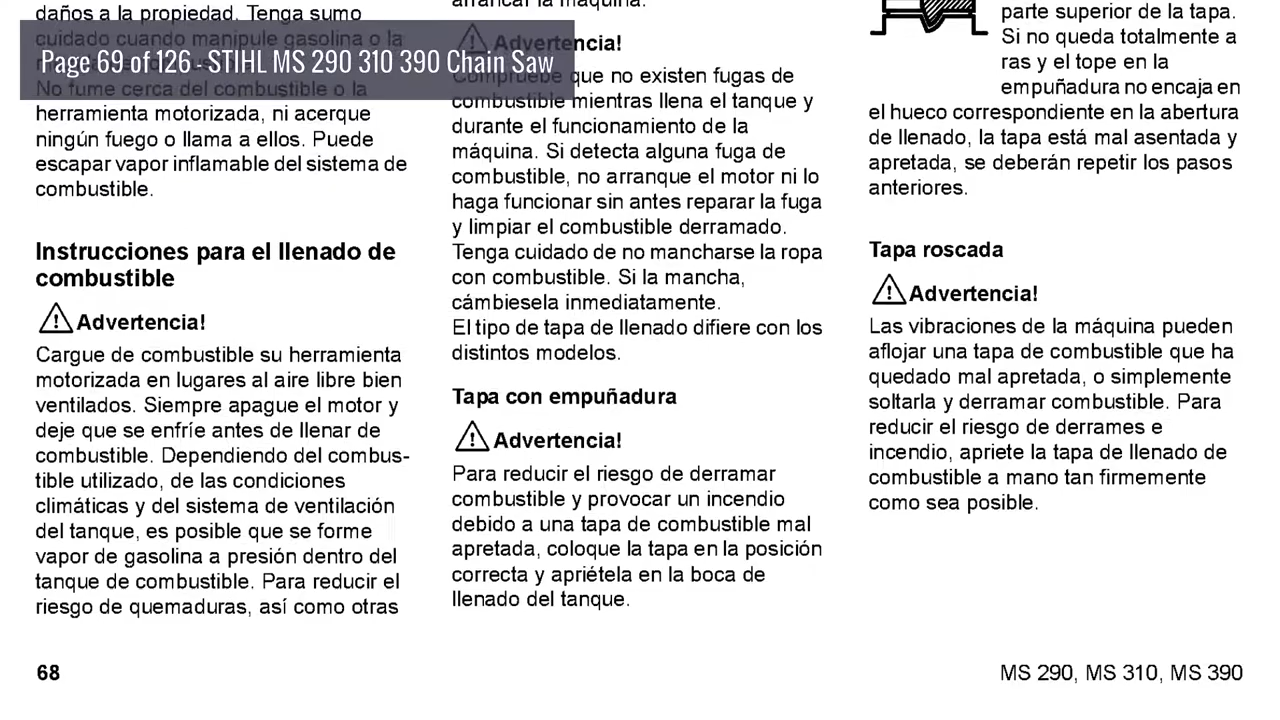 daños a la propiedad. Tenga sumo
cuidado cuando manipule gasolina o la
Page 69 of 126 - STIHL MS 290 310 390 Chain Saw
No fume cerca del combustible o la
herramienta motorizada, ni acerque
ningún fuego o llama a ellos. Puede
escapar vapor inflamable del sistema de
combustible.
Instrucciones para el llenado de
combustible
Advertencia!
Cargue de combustible su herramienta
motorizada en lugares al aire libre bien
ventilados. Siempre apague el motor y
deje que se enfríe antes de llenar de
combustible. Dependiendo del combus-
tible utilizado, de las condiciones
climáticas y del sistema de ventilación
del tanque, es posible que se forme
vapor de gasolina a presión dentro del
tanque de combustible. Para reducir el
riesgo de quemaduras, así como otras
arrancar la máquina.
Advertencia!
Compruebe que no existen fugas de
combustible mientras llena el tanque y
durante el funcionamiento de la
máquina. Si detecta alguna fuga de
combustible, no arranque el motor ni lo
haga funcionar sin antes reparar la fuga
y limpiar el combustible derramado.
Tenga cuidado de no mancharse la ropa
con combustible. Si la mancha,
cámbiesela inmediatamente.
El tipo de tapa de llenado difiere con los
distintos modelos.
Tapa con empuñadura
Advertencia!
Para reducir el riesgo de derramar
combustible y provocar un incendio
debido a una tapa de combustible mal
apretada, coloque la tapa en la posición
correcta y apriétela en la boca de
llenado del tanque.
parte superior de la tapa.
Si no queda totalmente a
ras y el tope en la
empuñadura no encaja en
el hueco correspondiente en la abertura
de llenado, la tapa está mal asentada y
apretada, se deberán repetir los pasos
anteriores.
Tapa roscada
Advertencia!
Las vibraciones de la máquina pueden
aflojar una tapa de combustible que ha
quedado mal apretada, o simplemente
soltarla y derramar combustible. Para
reducir el riesgo de derrames e
incendio, apriete la tapa de llenado de
combustible a mano tan firmemente
como sea posible.
68
MS 290, MS 310, MS 390